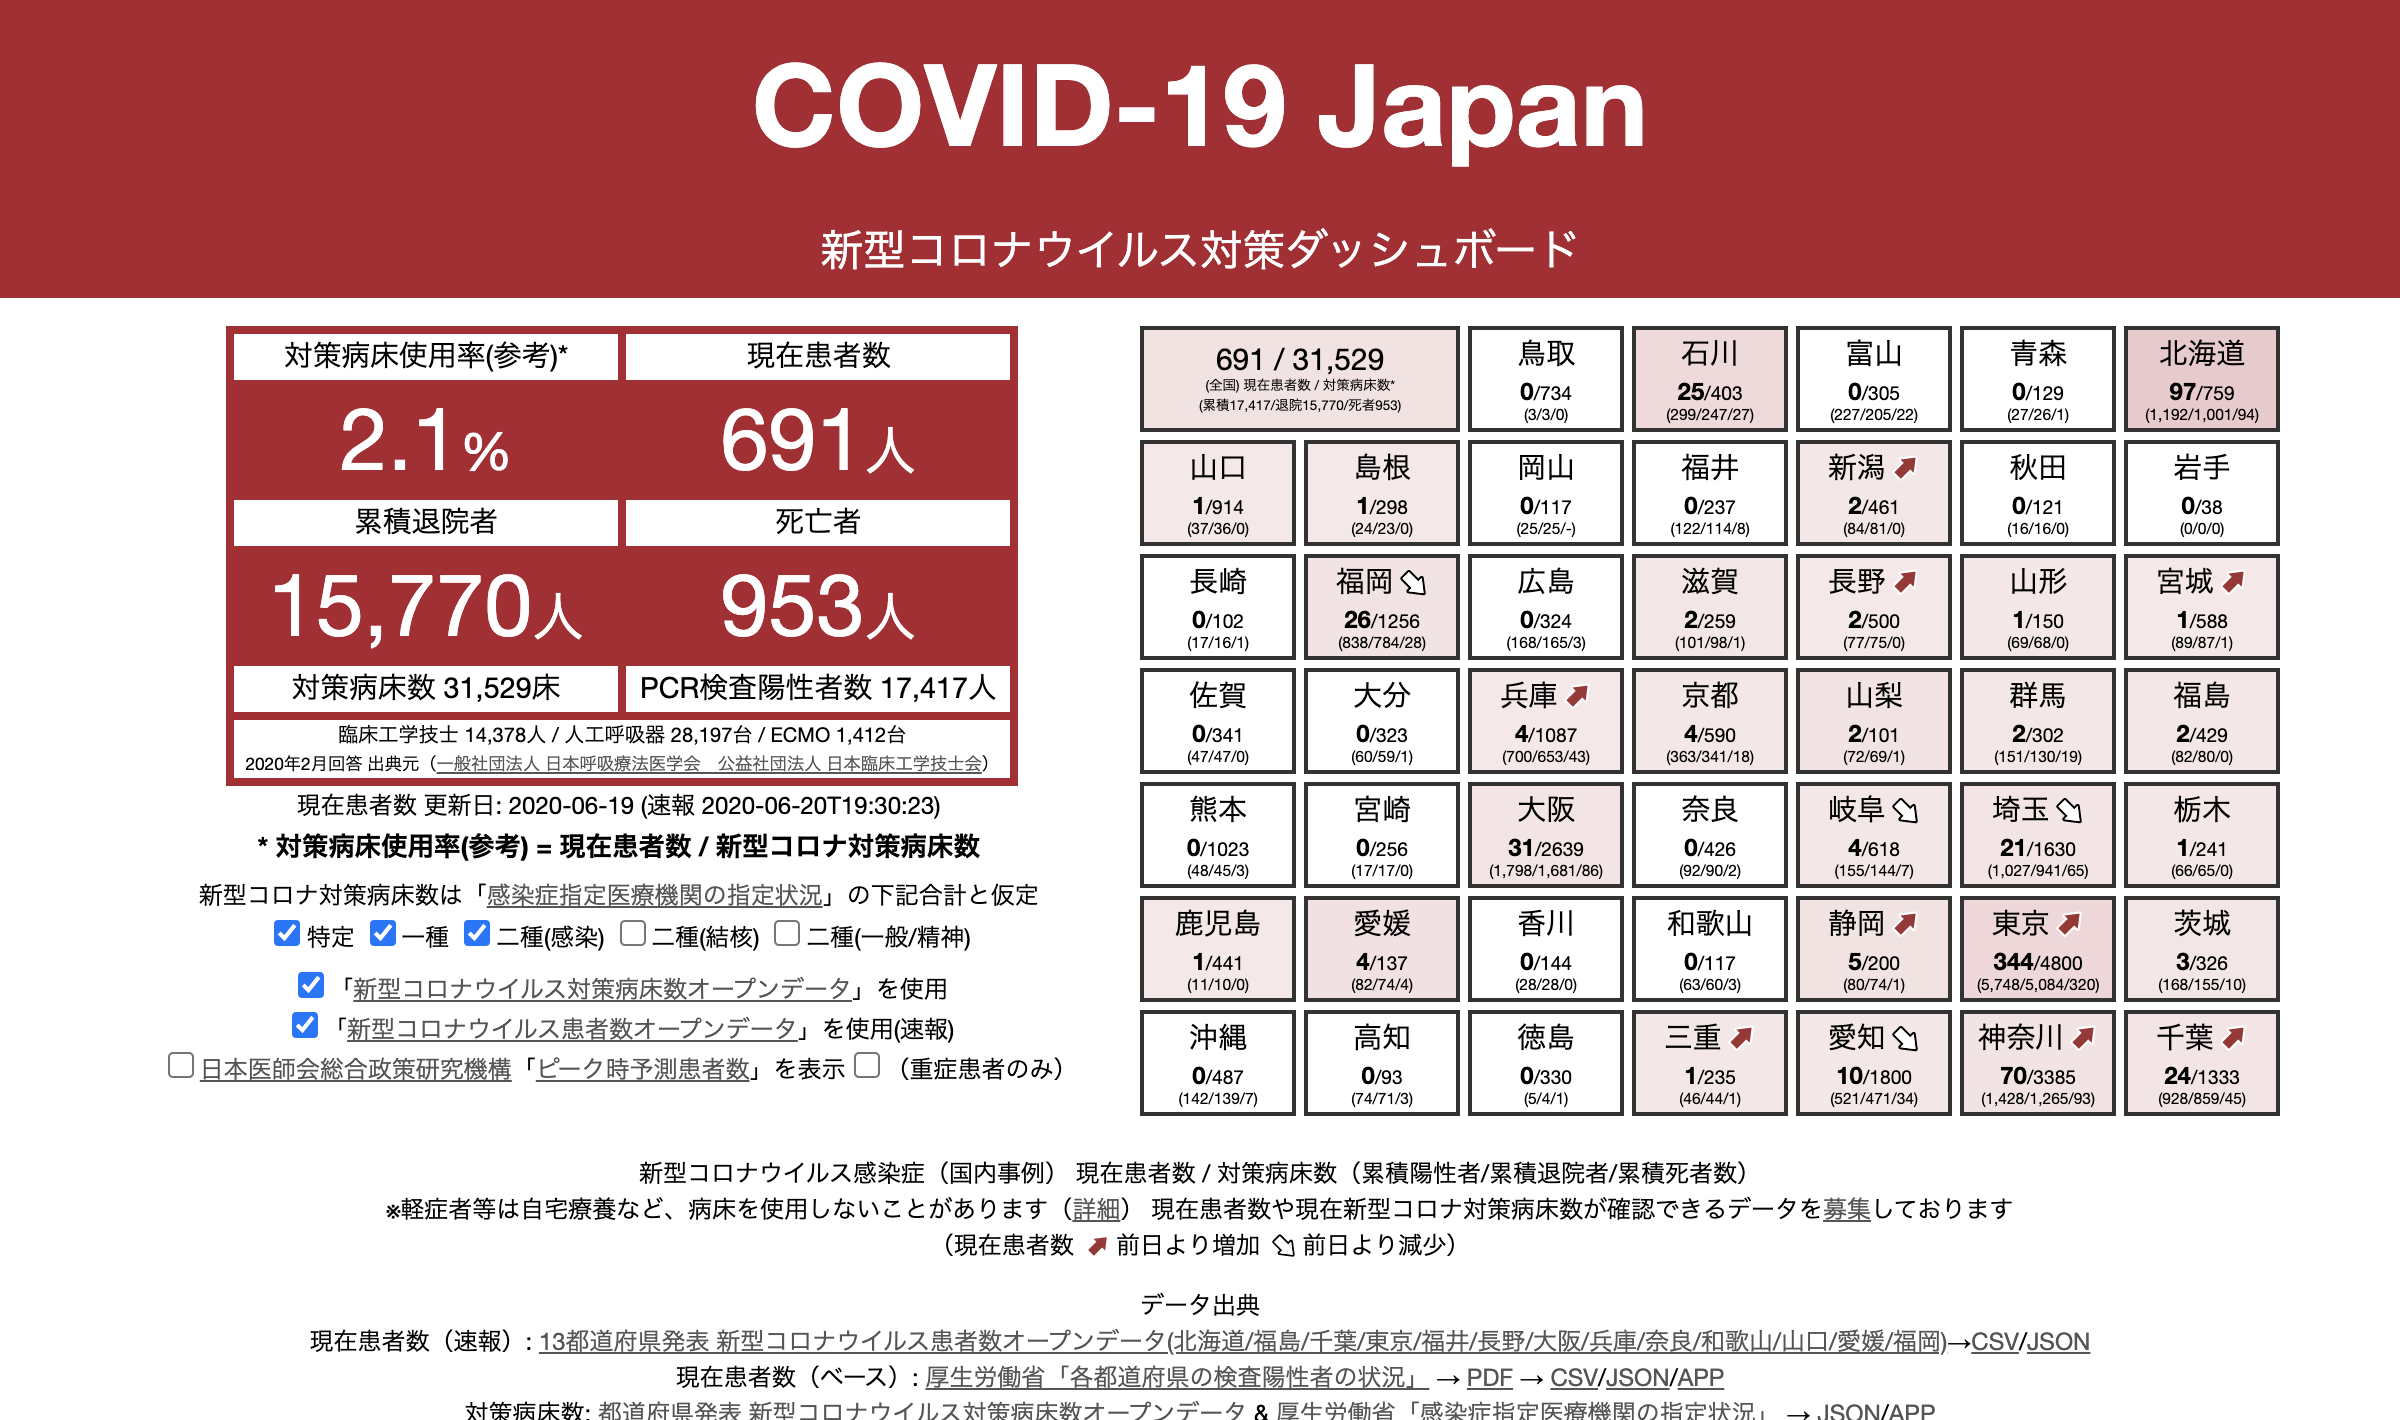 COVID-19 Japan
新型コロナウイルス対策ダッシュボード
対策病床使用率(参考)*
現在患者数
2.1%
691人
累積退院者
死亡者
15,770人
953人
対策病床数 31,529床
PCR検査陽性者数 17,417人
臨床工学技士 14,378人 / 人工呼吸器 28,197台 / ECMO 1,412台
2020年2月回答 出典元（一般社団法人 日本呼吸療法医学会　公益社団法人 日本臨床工学技士会）
現在患者数 更新日: 2020-06-19 (速報 2020-06-20T19:30:23)
* 対策病床使用率(参考) = 現在患者数 / 新型コロナ対策病床数
新型コロナ対策病床数は「感染症指定医療機関の指定状況」の下記合計と仮定
特定 一種 二種(感染) 二種(結核) 二種(一般/精神)
「新型コロナウイルス対策病床数オープンデータ」を使用
「新型コロナウイルス患者数オープンデータ」を使用(速報)
日本医師会総合政策研究機構「ピーク時予測患者数」を表示 （重症患者のみ）
691 / 31,529
(全国) 現在患者数 / 対策病床数*
(累積17,417/退院15,770/死者953)
鳥取
0/734
(3/3/0)
石川
25/403
(299/247/27)
富山
0/305
(227/205/22)
青森
0/129
(27/26/1)
北海道
97/759
(1,192/1,001/94)
山口
1/914
(37/36/0)
島根
1/298
(24/23/0)
岡山
0/117
(25/25/-)
福井
0/237
(122/114/8)
新潟
2/461
(84/81/0)
秋田
0/121
(16/16/0)
岩手
0/38
(0/0/0)
長崎
0/102
(17/16/1)
福岡
26/1256
(838/784/28)
広島
0/324
(168/165/3)
滋賀
2/259
(101/98/1)
長野
2/500
(77/75/0)
山形
1/150
(69/68/0)
宮城
1/588
(89/87/1)
佐賀
0/341
(47/47/0)
大分
0/323
(60/59/1)
兵庫
4/1087
(700/653/43)
京都
4/590
(363/341/18)
山梨
2/101
(72/69/1)
群馬
2/302
(151/130/19)
福島
2/429
(82/80/0)
熊本
0/1023
(48/45/3)
宮崎
0/256
(17/17/0)
大阪
31/2639
(1,798/1,681/86)
奈良
0/426
(92/90/2)
岐阜
4/618
(155/144/7)
埼玉
21/1630
(1,027/941/65)
栃木
1/241
(66/65/0)
鹿児島
1/441
(11/10/0)
愛媛
4/137
(82/74/4)
香川
0/144
(28/28/0)
和歌山
0/117
(63/60/3)
静岡
5/200
(80/74/1)
東京
344/4800
(5,748/5,084/320)
茨城
3/326
(168/155/10)
沖縄
0/487
(142/139/7)
高知
0/93
(74/71/3)
徳島
0/330
(5/4/1)
三重
1/235
(46/44/1)
愛知
10/1800
(521/471/34)
神奈川
70/3385
(1,428/1,265/93)
千葉
24/1333
(928/859/45)
新型コロナウイルス感染症（国内事例） 現在患者数 / 対策病床数（累積陽性者/累積退院者/累積死者数）
※軽症者等は自宅療養など、病床を使用しないことがあります（詳細） 現在患者数や現在新型コロナ対策病床数が確認できるデータを募集しております
（現在患者数 前日より増加 前日より減少）
データ出典
現在患者数（速報）: 13都道府県発表 新型コロナウイルス患者数オープンデータ(北海道/福島/千葉/東京/福井/長野/大阪/兵庫/奈良/和歌山/山口/愛媛/福岡)→CSV/JSON
現在患者数（ベース）: 厚生労働省「各都道府県の検査陽性者の状況」 → PDF → CSV/JSON/APP
対策病床数: 都道府県発表 新型コロナウイルス対策病床数オープンデータ & 厚生労働省「感染症指定医療機関の指定状況」 → JSON/APP